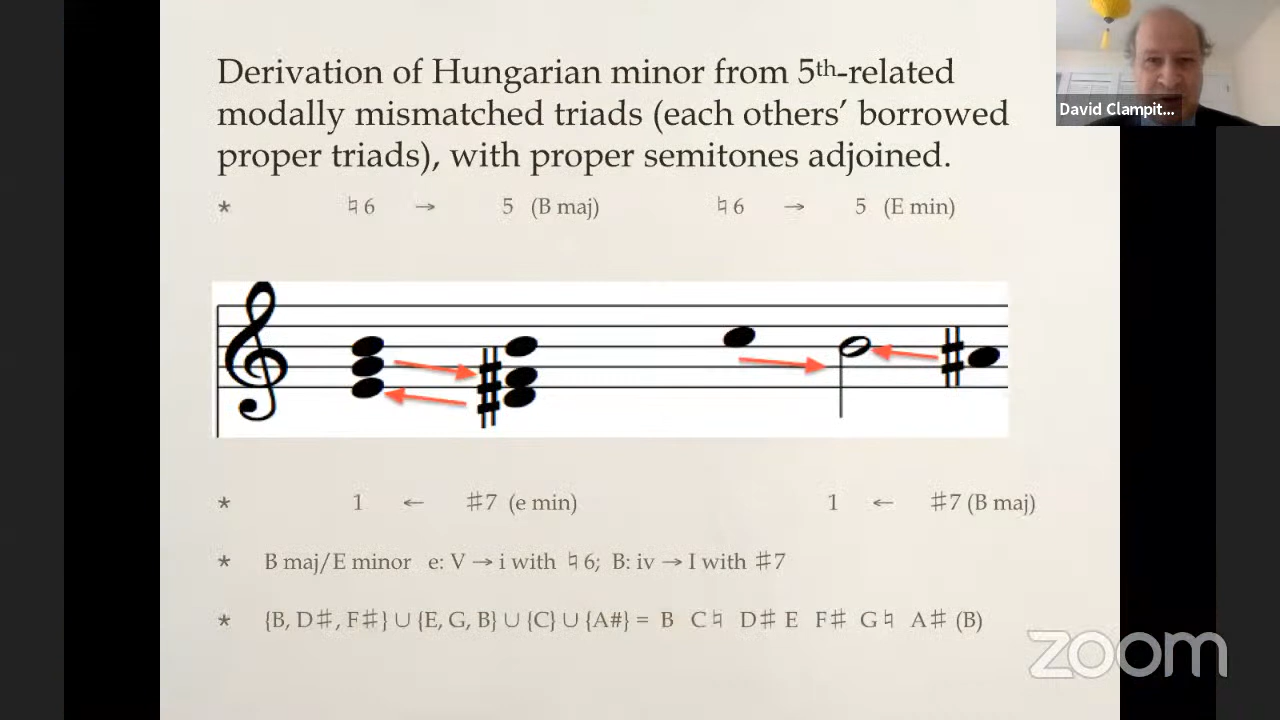 Derivation of Hungarian minor from 5th-related
modally mismatched triads (each others’ borrowed
proper triads), with proper semitones adjoined.
David Clampit...
* ♮6 → 5 (B maj) ♮6 → 5 (E min)
* 1 ← ♯7 (e min) 1 ← ♯7 (B maj)
* B maj/E minor e: V → i with ♮6; B: iv → I with ♯7
* {B, D♯, F♯} ∪ {E, G, B} ∪ {C} ∪ {A#} = B C♮ D♯ E F♯ G♮ A♯ (B)
zoom